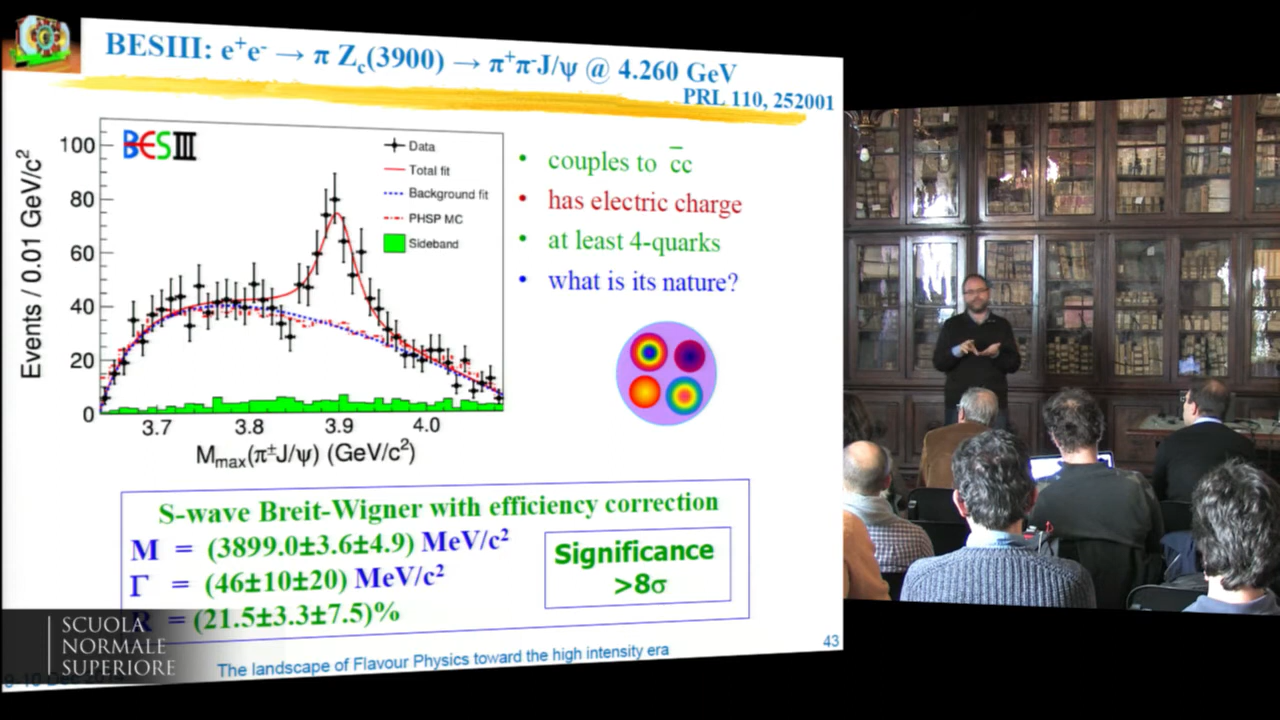 BESIII: e⁺e⁻ → π Z_c(3900) → π⁺π⁻J/ψ @ 4.260 GeV
PRL 110, 252001
BESIII
Data
Total fit
Background fit
PHSP MC
Sideband
Events / 0.01 GeV/c²
100
80
60
40
20
0
3.7 3.8 3.9 4.0
M_max(π±J/ψ) (GeV/c²)
• couples to c̅c
• has electric charge
• at least 4-quarks
• what is its nature?
S-wave Breit-Wigner with efficiency correction
M = (3899.0±3.6±4.9) MeV/c²
Γ = (46±10±20) MeV/c²
R = (21.5±3.3±7.5)%
Significance
>8σ
SCUOLA
NORMALE
SUPERIORE
The landscape of Flavour Physics toward the high intensity era
43